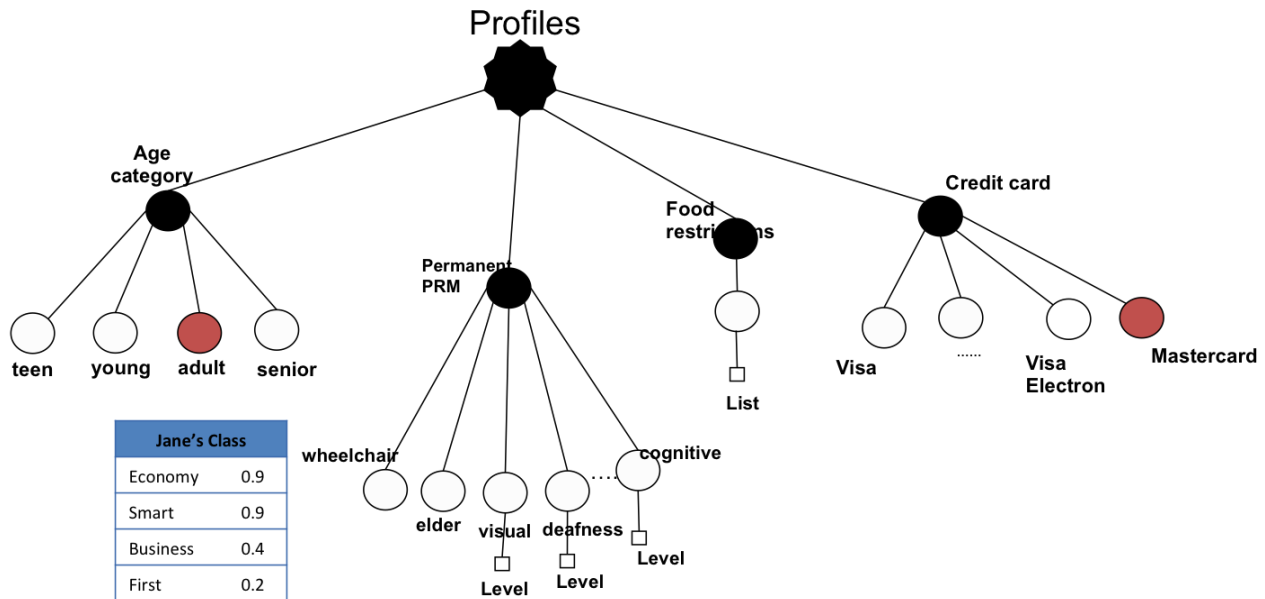 Profiles
Age
category
Credit card
Food
restrictions
Permanent
PRM
teen
young
adult
senior
Visa
......
Visa
Electron
Mastercard
List
Jane's Class
Economy 0.9
Smart 0.9
Business 0.4
First 0.2
wheelchair
cognitive
.....
elder
visual
deafness
Level
Level
Level